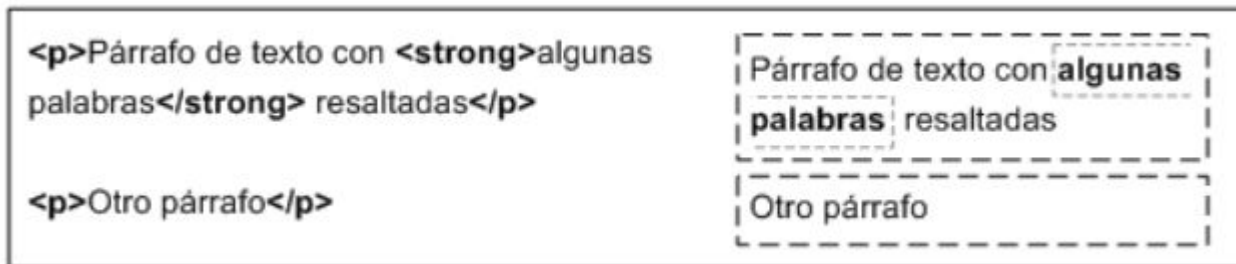 <p>Párrafo de texto con <strong>algunas
palabras</strong> resaltadas</p>
<p>Otro párrafo</p>
Párrafo de texto con algunas
palabras resaltadas
Otro párrafo